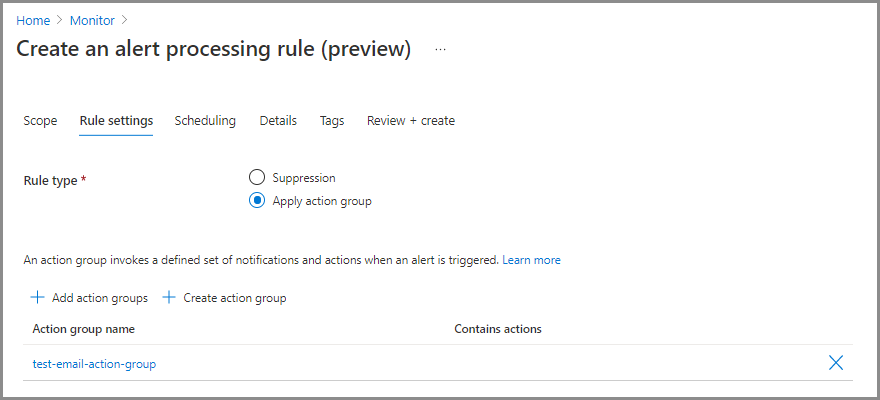 Home > Monitor >
Create an alert processing rule (preview) ...
Scope Rule settings Scheduling Details Tags Review + create
Rule type * Suppression
Apply action group
An action group invokes a defined set of notifications and actions when an alert is triggered. Learn more
+ Add action groups + Create action group
Action group name Contains actions
test-email-action-group